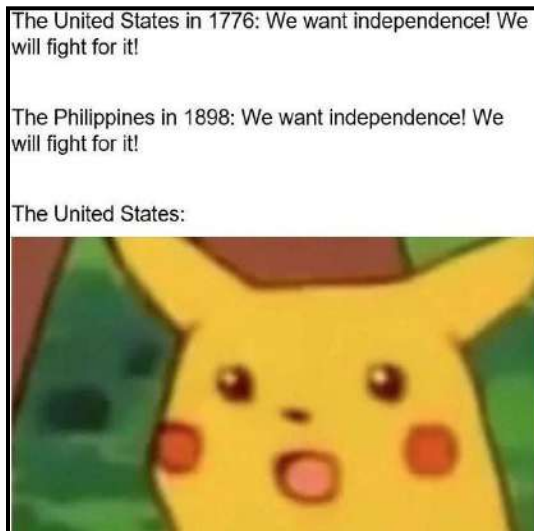 The United States in 1776: We want independence! We
will fight for it!
The Philippines in 1898: We want independence! We
will fight for it!
The United States: